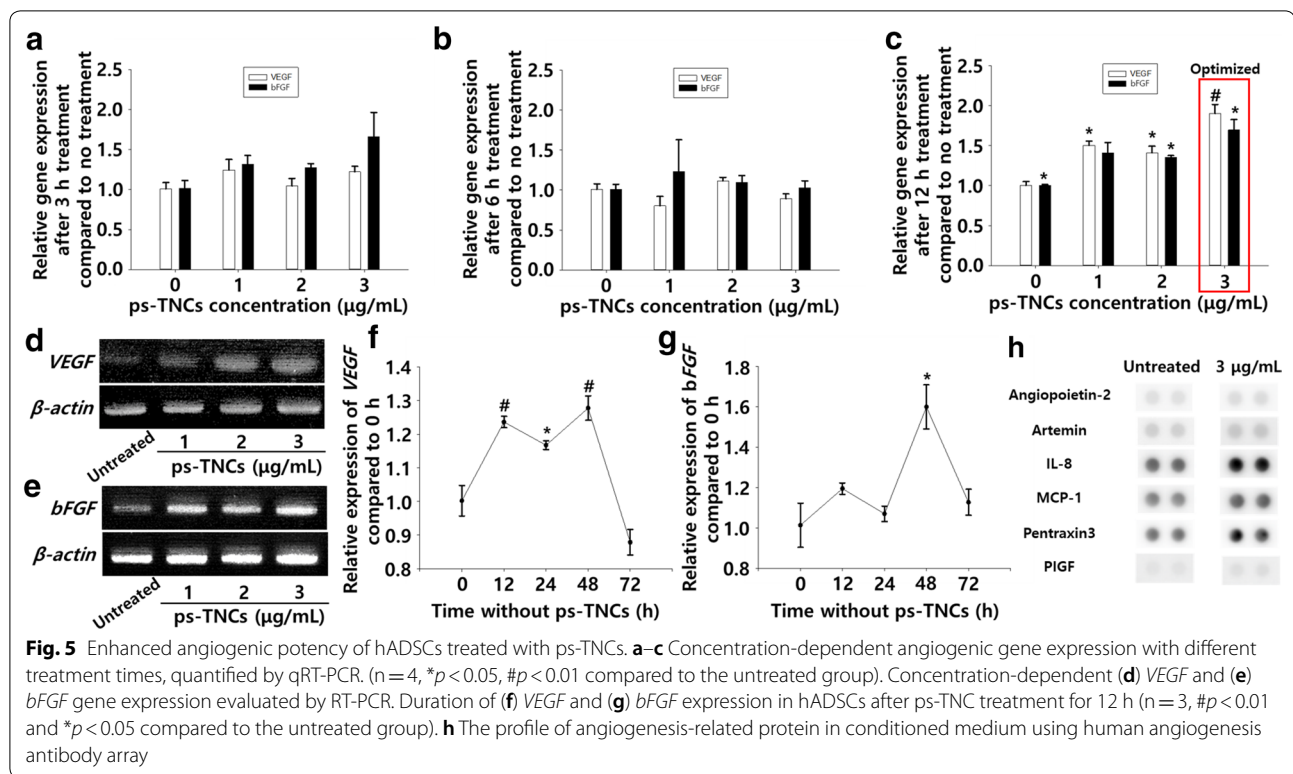 a
Relative gene expression
after 3 h treatment
compared to no treatment
2.5
2.0
1.5
1.0
0.5
0.0
VEGF
bFGF
0 1 2 3
ps-TNCs concentration (µg/mL)
b
Relative gene expression
after 6 h treatment
compared to no treatment
2.5
2.0
1.5
1.0
0.5
0.0
VEGF
bFGF
0 1 2 3
ps-TNCs concentration (µg/mL)
c
Relative gene expression
after 12 h treatment
compared to no treatment
2.5
2.0
1.5
1.0
0.5
0.0
VEGF
bFGF
Optimized
* * * * # *
0 1 2 3
ps-TNCs concentration (µg/mL)
d
VEGF
β-actin
Untreated 1 2 3
ps-TNCs (µg/mL)
e
bFGF
β-actin
Untreated 1 2 3
ps-TNCs (µg/mL)
f
Relative expression of VEGF
compared to 0 h
1.4
1.3
1.2
1.1
1.0
0.9
0.8
# * #
0 12 24 48 72
Time without ps-TNCs (h)
g
Relative expression of bFGF
compared to 0 h
1.8
1.6
1.4
1.2
1.0
0.8
*
0 12 24 48 72
Time without ps-TNCs (h)
h
Untreated 3 µg/mL
Angiopoietin-2
Artemin
IL-8
MCP-1
Pentraxin3
PIGF
Fig. 5 Enhanced angiogenic potency of hADSCs treated with ps-TNCs. a–c Concentration-dependent angiogenic gene expression with different
treatment times, quantified by qRT-PCR. (n = 4, *p < 0.05, #p < 0.01 compared to the untreated group). Concentration-dependent (d) VEGF and (e)
bFGF gene expression evaluated by RT-PCR. Duration of (f) VEGF and (g) bFGF expression in hADSCs after ps-TNC treatment for 12 h (n = 3, #p < 0.01
and *p < 0.05 compared to the untreated group). h The profile of angiogenesis-related protein in conditioned medium using human angiogenesis
antibody array